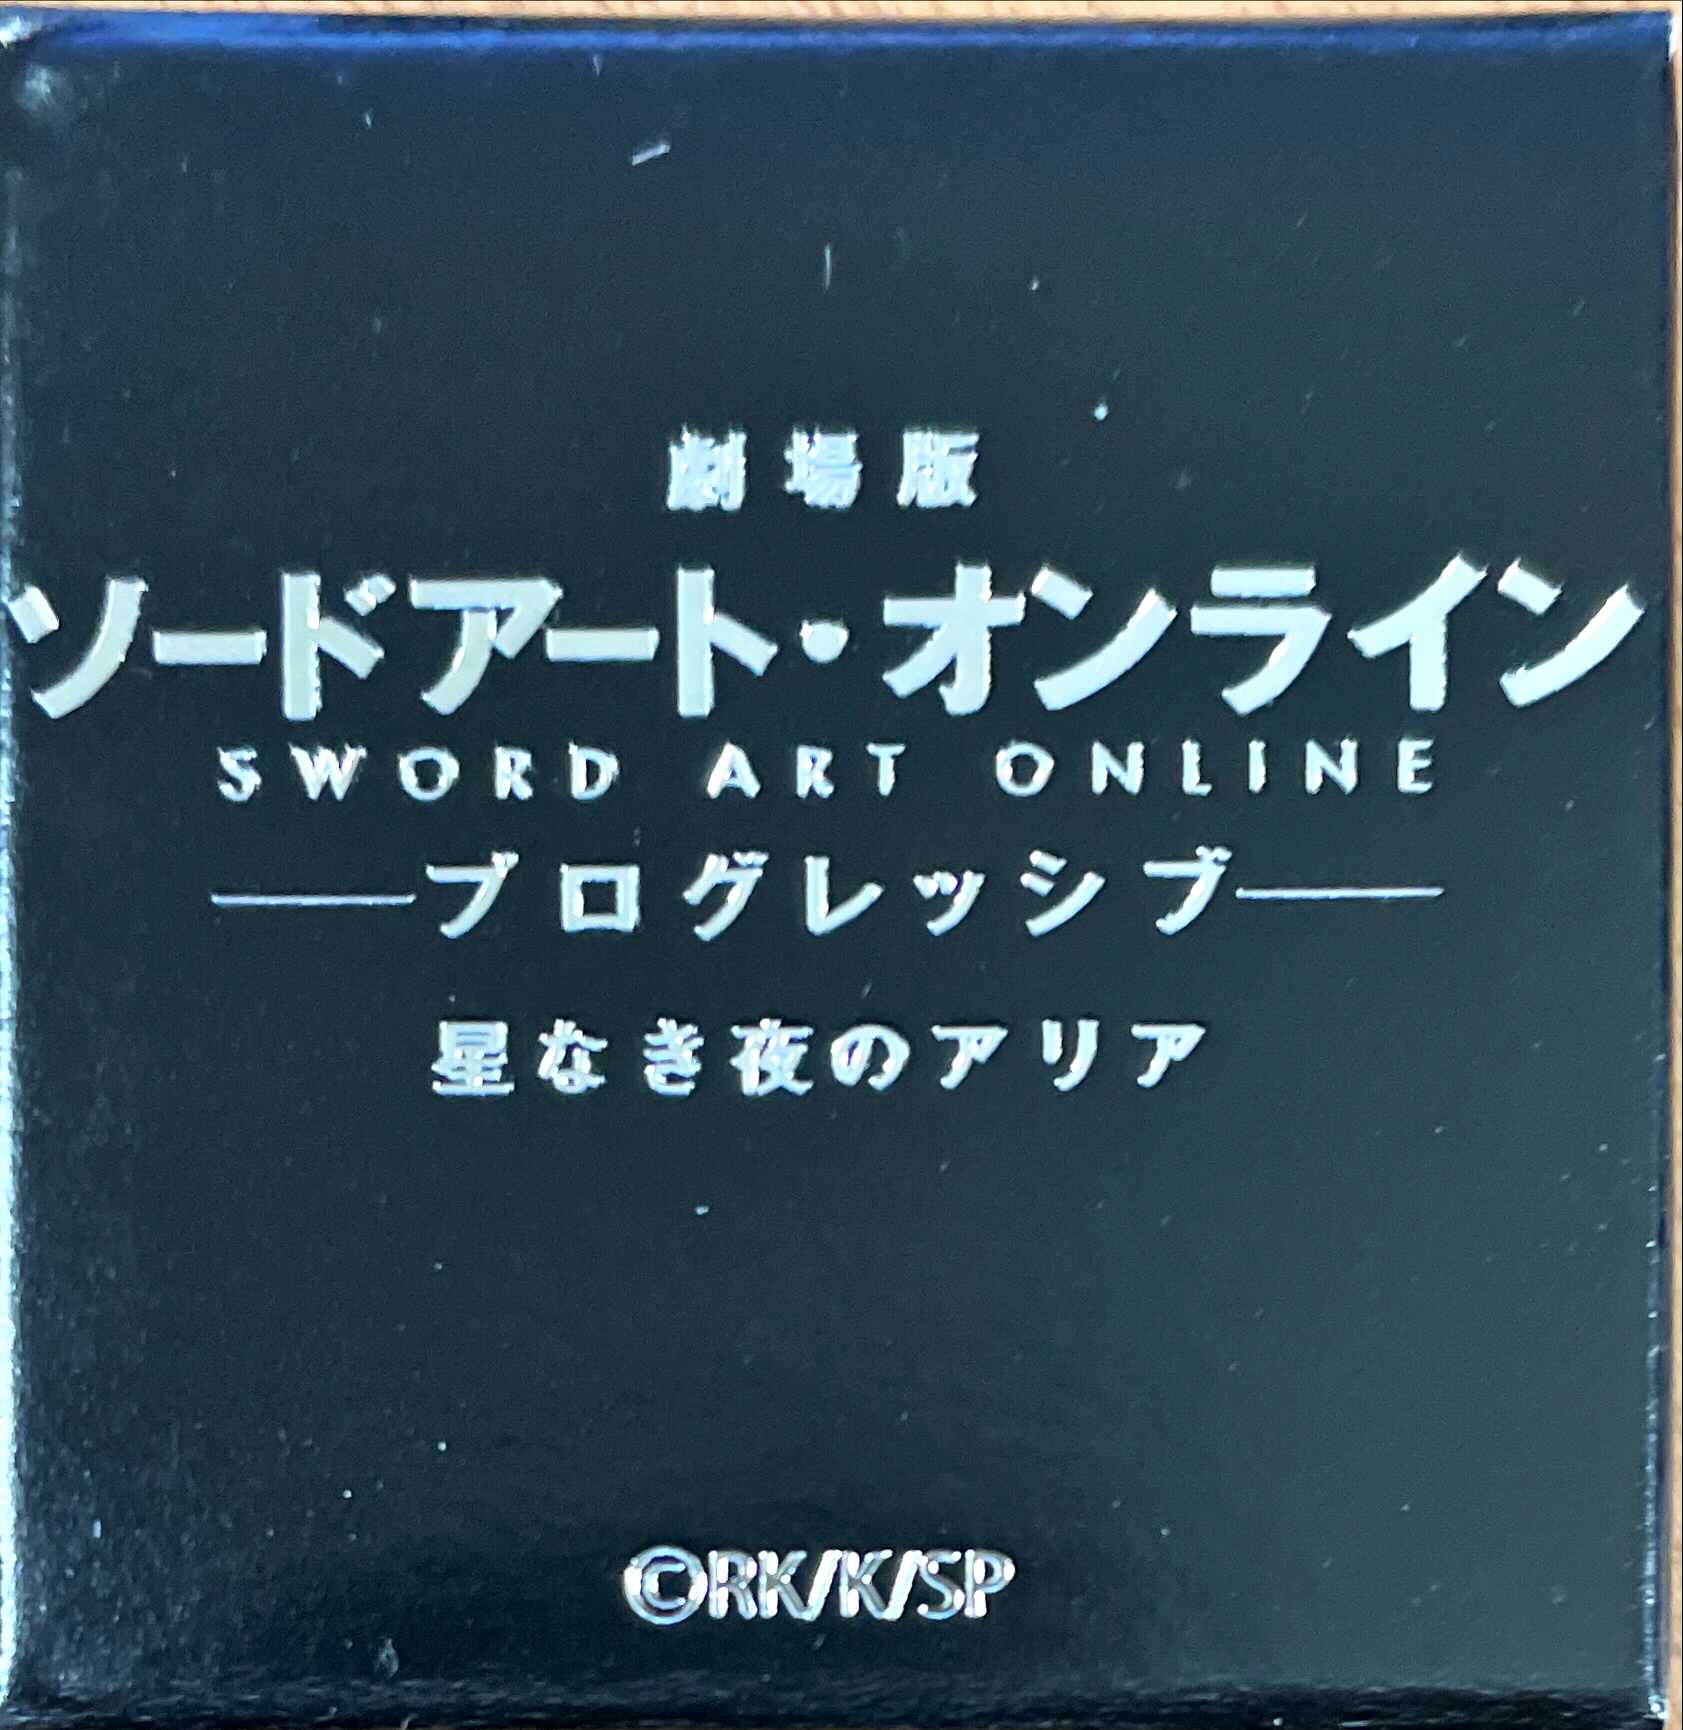 劇場版
ソードアート・オンライン
SWORD ART ONLINE
プログレッシブ
星なき夜のアリア
©RK/K/SP